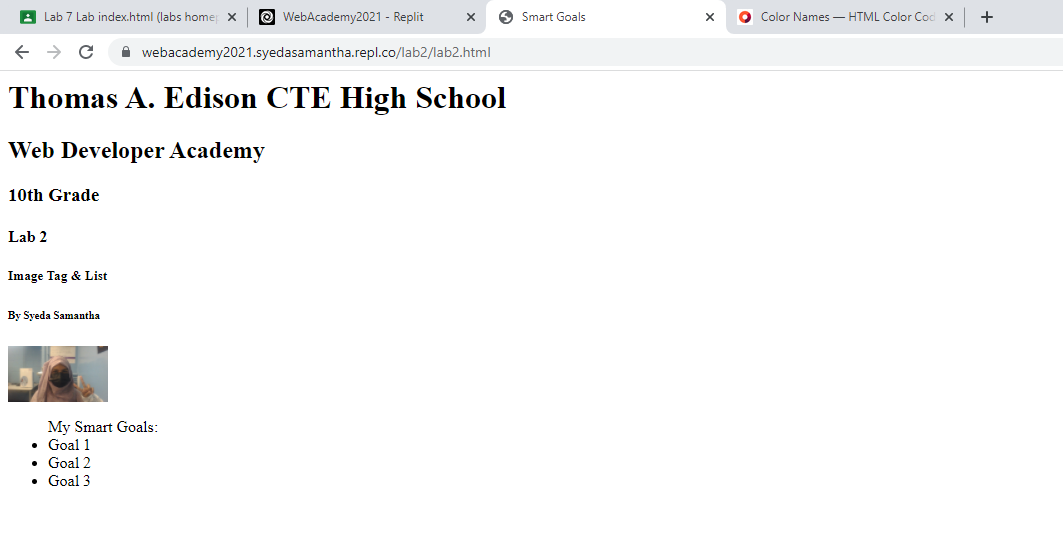 Lab 7 Lab index.html (labs home
WebAcademy2021 - Replit
Smart Goals
Color Names — HTML Color Cod
webacademy2021.syedasamantha.repl.co/lab2/lab2.html
Thomas A. Edison CTE High School
Web Developer Academy
10th Grade
Lab 2
Image Tag & List
By Syeda Samantha
My Smart Goals:
Goal 1
Goal 2
Goal 3